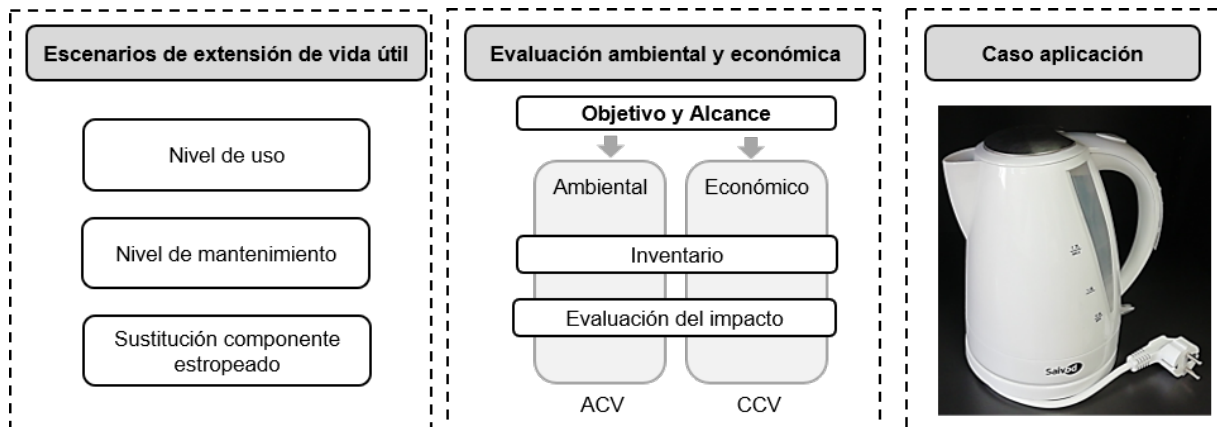 Escenarios de extensión de vida útil
Nivel de uso
Nivel de mantenimiento
Sustitución componente
estropeado
Evaluación ambiental y económica
Objetivo y Alcance
Ambiental
Económico
Inventario
Evaluación del impacto
ACV
CCV
Caso aplicación